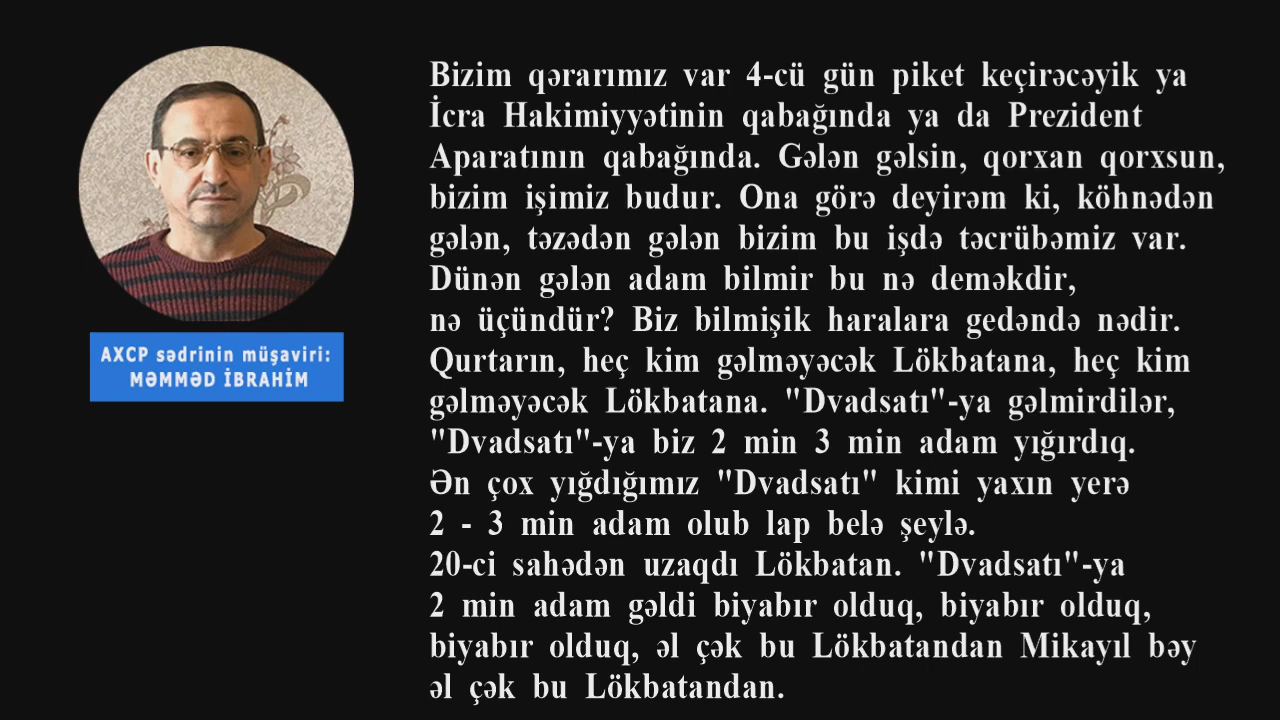 Bizim qərarımız var 4-cü gün piket keçirəcəyik ya
İcra Hakimiyyətinin qabağında ya da Prezident
Aparatının qabağında. Gələn gəlsin, qorxan qorxsun,
bizim işimiz budur. Ona görə deyirəm ki, köhnədən
gələn, təzədən gələn bizim bu işdə təcrübəmiz var.
Dünən gələn adam bilmir bu nə deməkdir,
nə üçündür? Biz bilmişik haralara gedəndə nədir.
Qurtarın, heç kim gəlməyəcək Lökbatana, heç kim
gəlməyəcək Lökbatana. "Dvadsatı"-ya gəlmirdilər,
"Dvadsatı"-ya biz 2 min 3 min adam yığırdıq.
Ən çox yığdığımız "Dvadsatı" kimi yaxın yerə
2 - 3 min adam olub lap belə şeylə.
20-ci sahədən uzaqdı Lökbatan. "Dvadsatı"-ya
2 min adam gəldi biyabır olduq, biyabır olduq,
biyabır olduq, əl çək bu Lökbatandan Mikayıl bəy
əl çək bu Lökbatandan.
AXCP sədrinin müşaviri:
MƏMMƏD İBRAHİM